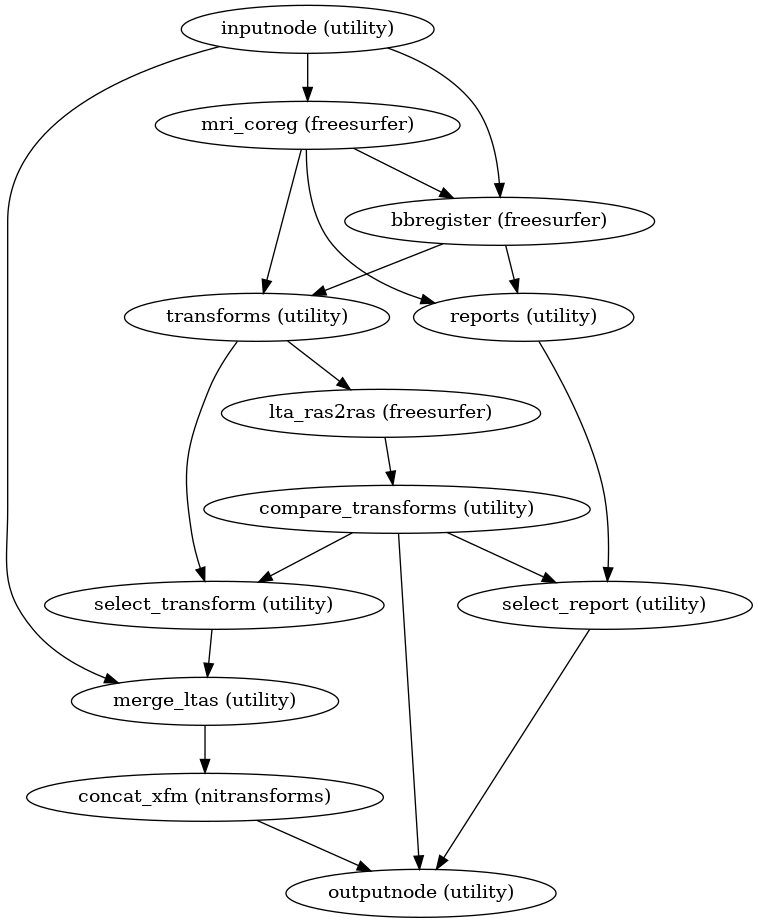 inputnode (utility)
mri_coreg (freesurfer)
bbregister (freesurfer)
transforms (utility)
reports (utility)
lta_ras2ras (freesurfer)
compare_transforms (utility)
select_transform (utility)
select_report (utility)
merge_ltas (utility)
concat_xfm (nitransforms)
outputnode (utility)